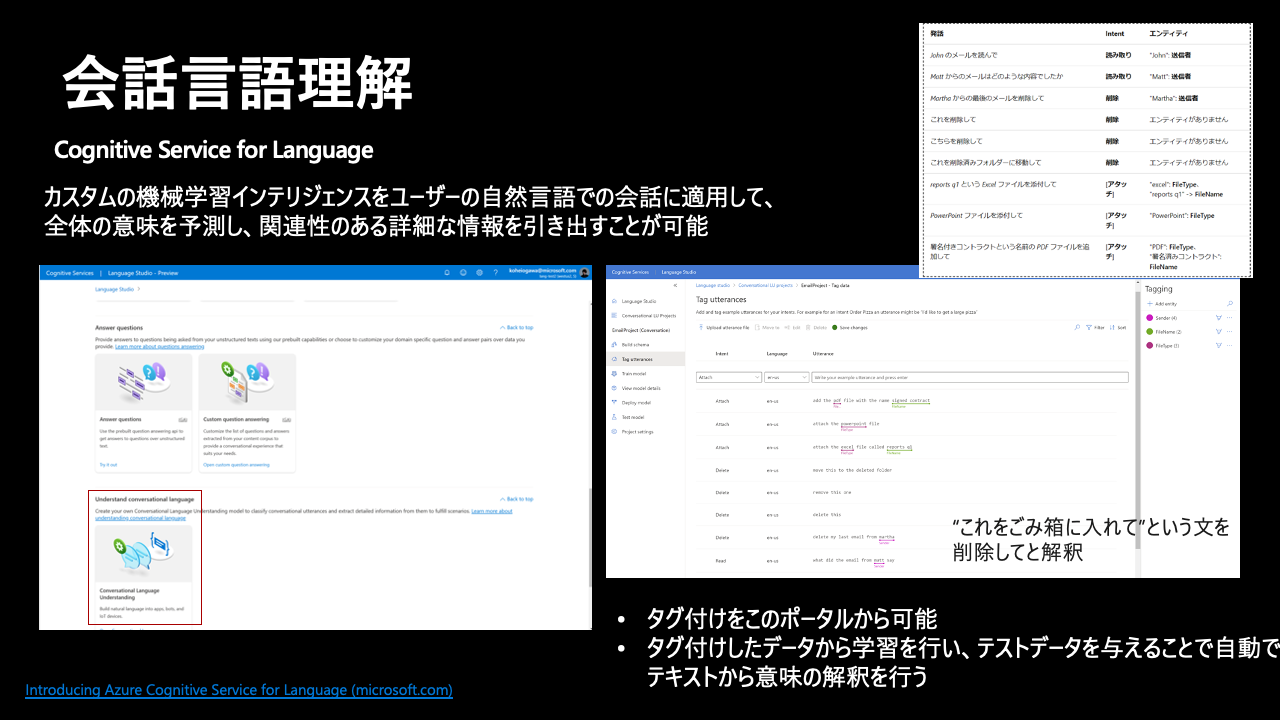 会話言語理解
Cognitive Service for Language
カスタムの機械学習インテリジェンスをユーザーの自然言語での会話に適用して、
全体の意味を予測し、関連性のある詳細な情報を引き出すことが可能
発話 Intent エンティティ
John のメールを読んで 読み取り "John": 送信者
Matt からのメールはどのような内容でしたか 読み取り "Matt": 送信者
Martha からの最後のメールを削除して 削除 "Martha": 送信者
これを削除して 削除 エンティティがありません
こちらを削除して 削除 エンティティがありません
これを削除済みフォルダーに移動して 削除 エンティティがありません
reports q1 という Excel ファイルを添付して [アタッチ] "excel": FileType、
"reports q1" -> FileName
PowerPoint ファイルを添付して [アタッチ] "PowerPoint": FileType
署名付きコントラクトという名前の PDF ファイルを追加して [アタッチ] "PDF": FileType、
"署名済みコントラクト":
FileName
Cognitive Services | Language Studio - Preview
Language Studio >
Answer questions
Back to top
Provide answers to questions being asked from your unstructured texts using our prebuilt capabilities or choose to customize your domain specific question and answer pairs over data you
provide. Learn more about questions answering
Answer questions
Use the prebuilt question answering api to
get answers to questions over unstructured
text.
Try it out
Custom question answering
Customize the list of questions and answers
extracted from your content corpus to
provide a conversational experience that
suits your needs.
Open custom question answering
Understand conversational language
Back to top
Create your own Conversational Language Understanding model to classify conversational utterances and extract detailed information from them to fulfill scenarios. Learn more about
understanding conversational language
Conversational Language
Understanding
Build natural language into apps, bots, and
IoT devices.
Cognitive Services | Language Studio
Language studio > Conversational LU projects > EmailProject - Tag data
Language Studio
Conversational LU Projects
EmailProject (Conversation)
Build schema
Tag utterances
Train model
View model details
Deploy model
Test model
Project settings
Tag utterances
Add and tag example utterances for your intents. For example for an intent Order Pizza an utterance might be "I'd like to get a large pizza"
Upload utterance file Move to Edit Delete Save changes Filter Sort
Intent Language Utterance
Attach en-us Write your example utterance and press enter
Attach en-us add the pdf file with the name signed contract
FileName
Attach en-us attach the powerpoint file
FileType
Attach en-us attach the excel file called reports q1
FileType FileName
Delete en-us move this to the deleted folder
Delete en-us remove this one
Delete en-us delete this
Delete en-us delete my last email from martha
Sender
Read en-us what did the email from matt say
Sender
Tagging
Add entity
Sender (4)
FileName (2)
FileType (3)
"これをごみ箱に入れて"という文を
削除してと解釈
• タグ付けをこのポータルから可能
• タグ付けしたデータから学習を行い、テストデータを与えることで自動で
テキストから意味の解釈を行う
Introducing Azure Cognitive Service for Language (microsoft.com)